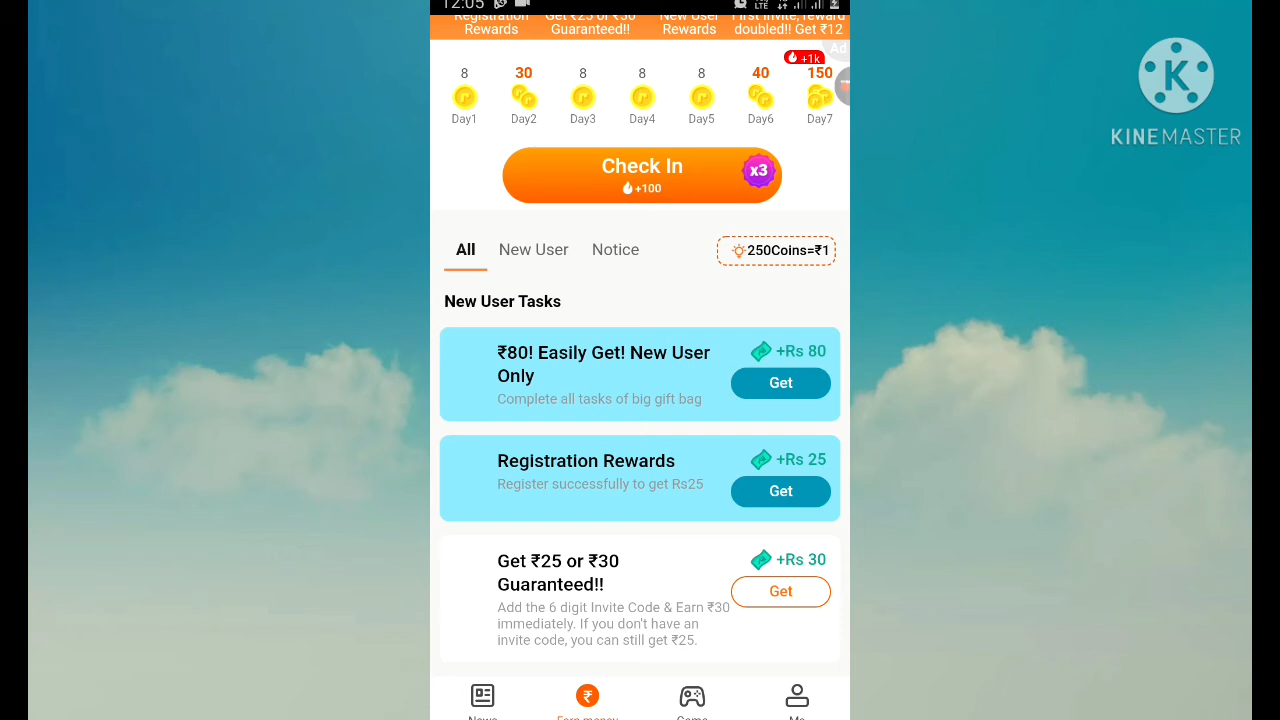 12:05
LTE
Registration Get ₹25 or ₹30 New User First invite, reward
Rewards Guaranteed!! Rewards doubled!! Get ₹12
Ad
+1k
8 30 8 8 8 40 150
Day1 Day2 Day3 Day4 Day5 Day6 Day7
Check In
x3
+100
All New User Notice 250Coins=₹1
New User Tasks
₹80! Easily Get! New User
Only
+Rs 80
Get
Complete all tasks of big gift bag
Registration Rewards
+Rs 25
Register successfully to get Rs25
Get
Get ₹25 or ₹30
Guaranteed!!
+Rs 30
Get
Add the 6 digit Invite Code & Earn ₹30
immediately. If you don't have an
invite code, you can still get ₹25.
News Earn money Game Me
K
KINEMASTER